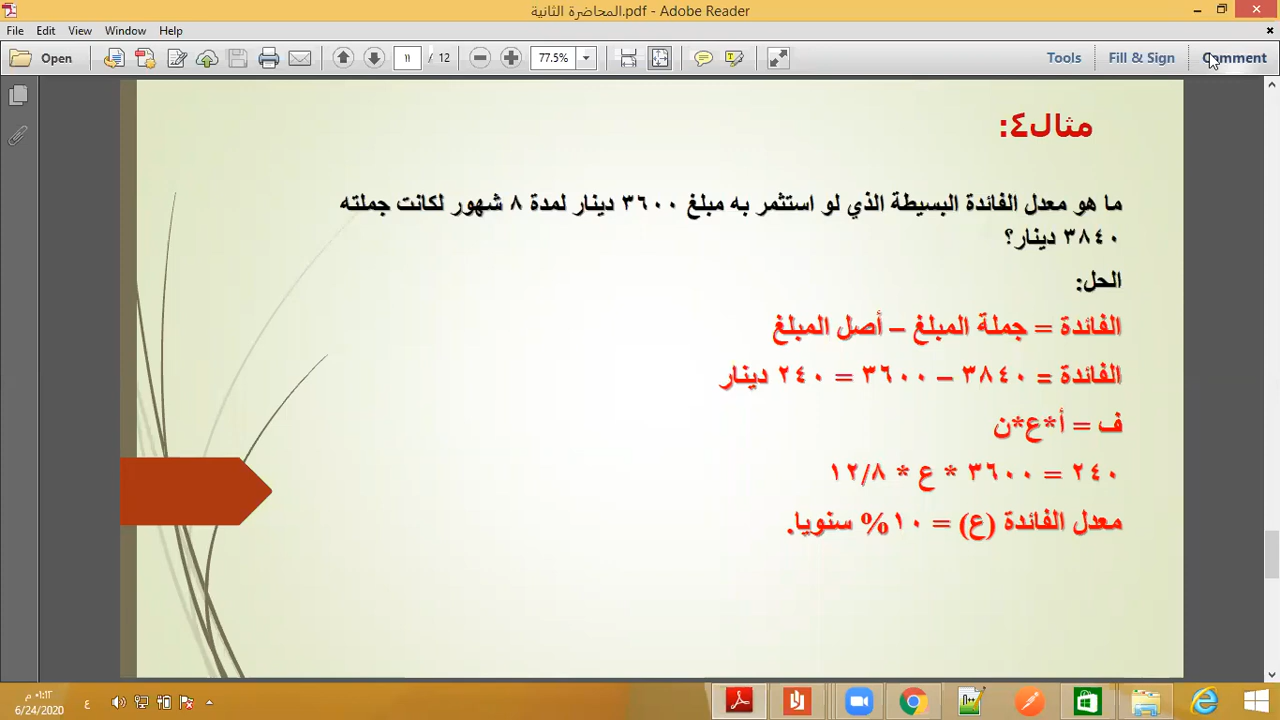 المحاضرة الثانية.pdf - Adobe Reader
File Edit View Window Help
Open ١١ / 12 77.5% Tools Fill & Sign Comment
مثال٤:
ما هو معدل الفائدة البسيطة الذي لو استثمر به مبلغ ٣٦٠٠ دينار لمدة ٨ شهور لكانت جملته
٣٨٤٠ دينار؟
الحل:
الفائدة = جملة المبلغ – أصل المبلغ
الفائدة = ٣٨٤٠ – ٣٦٠٠ = ٢٤٠ دينار
ف = أ*ع*ن
٢٤٠ = ٣٦٠٠ * ع * ١٢/٨
معدل الفائدة (ع) = ١٠% سنويا.
٠١:١٢ م
6/24/2020
ع